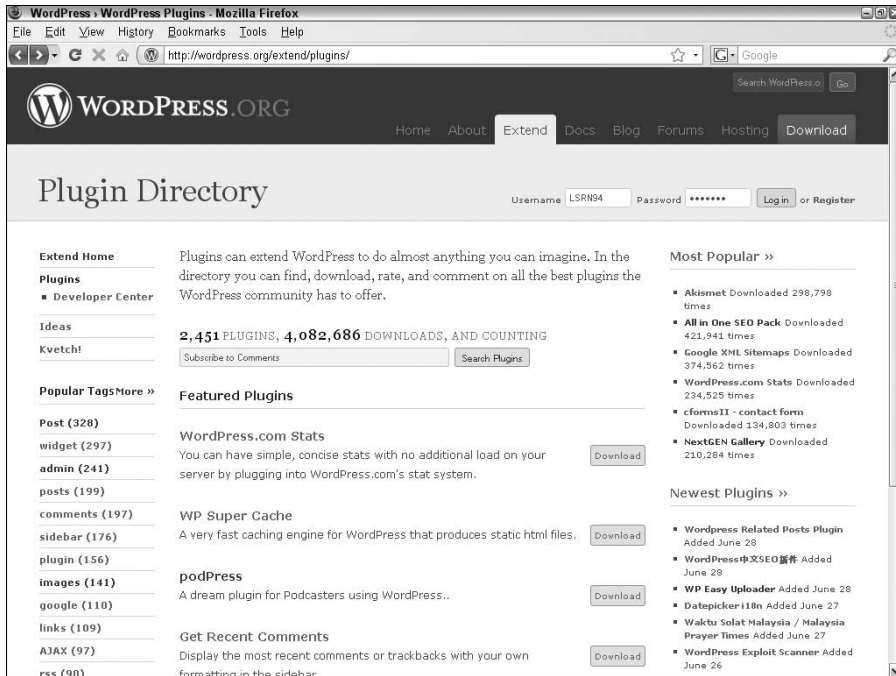 WordPress › WordPress Plugins - Mozilla Firefox
File Edit View History Bookmarks Tools Help
http://wordpress.org/extend/plugins/
G Google
Search WordPress.o Go
WORDPRESS.ORG
Home About Extend Docs Blog Forums Hosting Download
Plugin Directory
Username LSRN94 Password ••••••• Log in or Register
Extend Home
Plugins
Developer Center
Ideas
Kvetch!
Popular Tags More »
Post (328)
widget (297)
admin (241)
posts (199)
comments (197)
sidebar (176)
plugin (156)
images (141)
google (110)
links (109)
AJAX (97)
rss (90)
Plugins can extend WordPress to do almost anything you can imagine. In the
directory you can find, download, rate, and comment on all the best plugins the
WordPress community has to offer.
2,451 PLUGINS, 4,082,686 DOWNLOADS, AND COUNTING
Subscribe to Comments Search Plugins
Featured Plugins
WordPress.com Stats
You can have simple, concise stats with no additional load on your
server by plugging into WordPress.com's stat system.
Download
WP Super Cache
A very fast caching engine for WordPress that produces static html files.
Download
podPress
A dream plugin for Podcasters using WordPress..
Download
Get Recent Comments
Display the most recent comments or trackbacks with your own
formatting in the sidebar
Download
Most Popular »
Akismet Downloaded 298,798
times
All in One SEO Pack Downloaded
421,941 times
Google XML Sitemaps Downloaded
374,562 times
WordPress.com Stats Downloaded
234,525 times
cformsII - contact form
Downloaded 134,803 times
NextGEN Gallery Downloaded
210,284 times
Newest Plugins »
Wordpress Related Posts Plugin
Added June 28
WordPress中文SEO插件 Added
June 28
WP Easy Uploader Added June 28
Datepicker i18n Added June 27
Waktu Solat Malaysia / Malaysia
Prayer Times Added June 27
WordPress Exploit Scanner Added
June 26